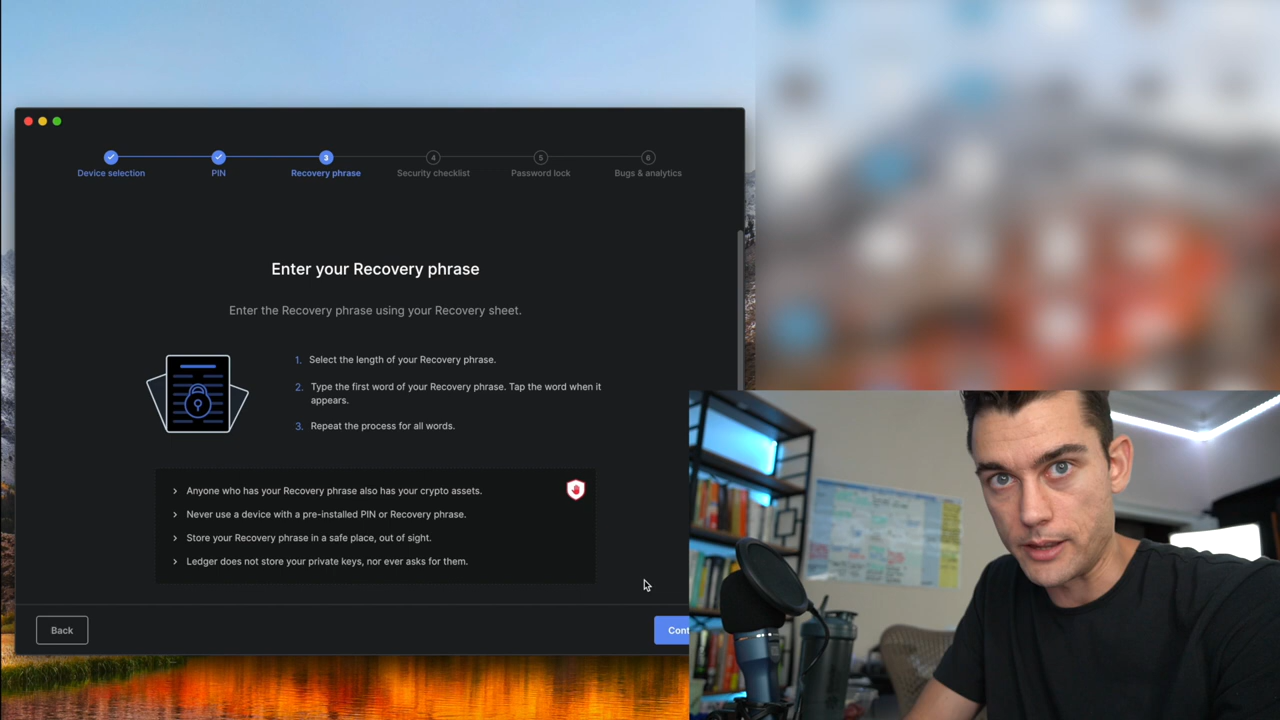 3
4
5
6
Device selection
PIN
Recovery phrase
Security checklist
Password lock
Bugs & analytics
Enter your Recovery phrase
Enter the Recovery phrase using your Recovery sheet.
1. Select the length of your Recovery phrase.
2. Type the first word of your Recovery phrase. Tap the word when it
appears.
3. Repeat the process for all words.
> Anyone who has your Recovery phrase also has your crypto assets.
> Never use a device with a pre-installed PIN or Recovery phrase.
> Store your Recovery phrase in a safe place, out of sight.
> Ledger does not store your private keys, nor ever asks for them.
Back
Cont